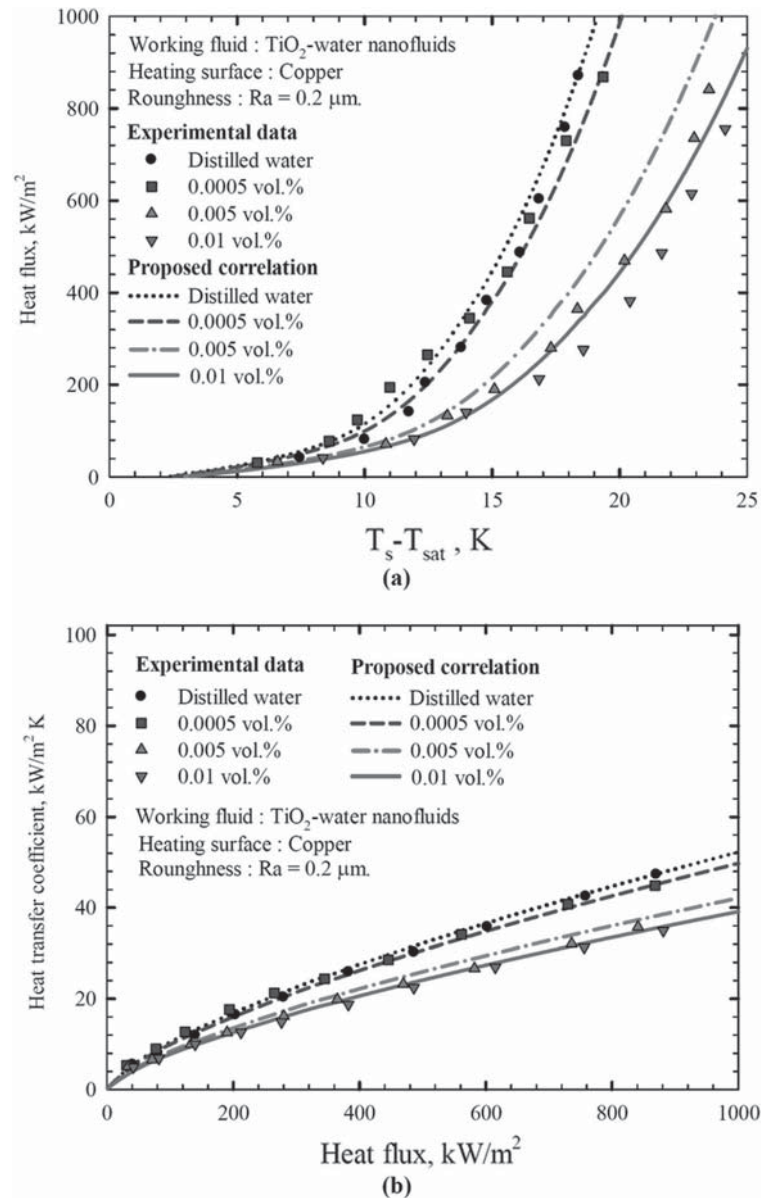 1000
800
600
400
200
0
Heat flux, kW/m²
Working fluid : TiO₂-water nanofluids
Heating surface : Copper
Rounghness : Ra = 0.2 µm.
Experimental data
Distilled water
0.0005 vol.%
0.005 vol.%
0.01 vol.%
Proposed correlation
Distilled water
0.0005 vol.%
0.005 vol.%
0.01 vol.%
0 5 10 15 20 25
Tₛ-Tₛₐₜ , K
(a)
100
80
60
40
20
0
Heat transfer coefficient, kW/m² K
Experimental data Proposed correlation
Distilled water Distilled water
0.0005 vol.% 0.0005 vol.%
0.005 vol.% 0.005 vol.%
0.01 vol.% 0.01 vol.%
Working fluid : TiO₂-water nanofluids
Heating surface : Copper
Rounghness : Ra = 0.2 µm.
0 200 400 600 800 1000
Heat flux, kW/m²
(b)